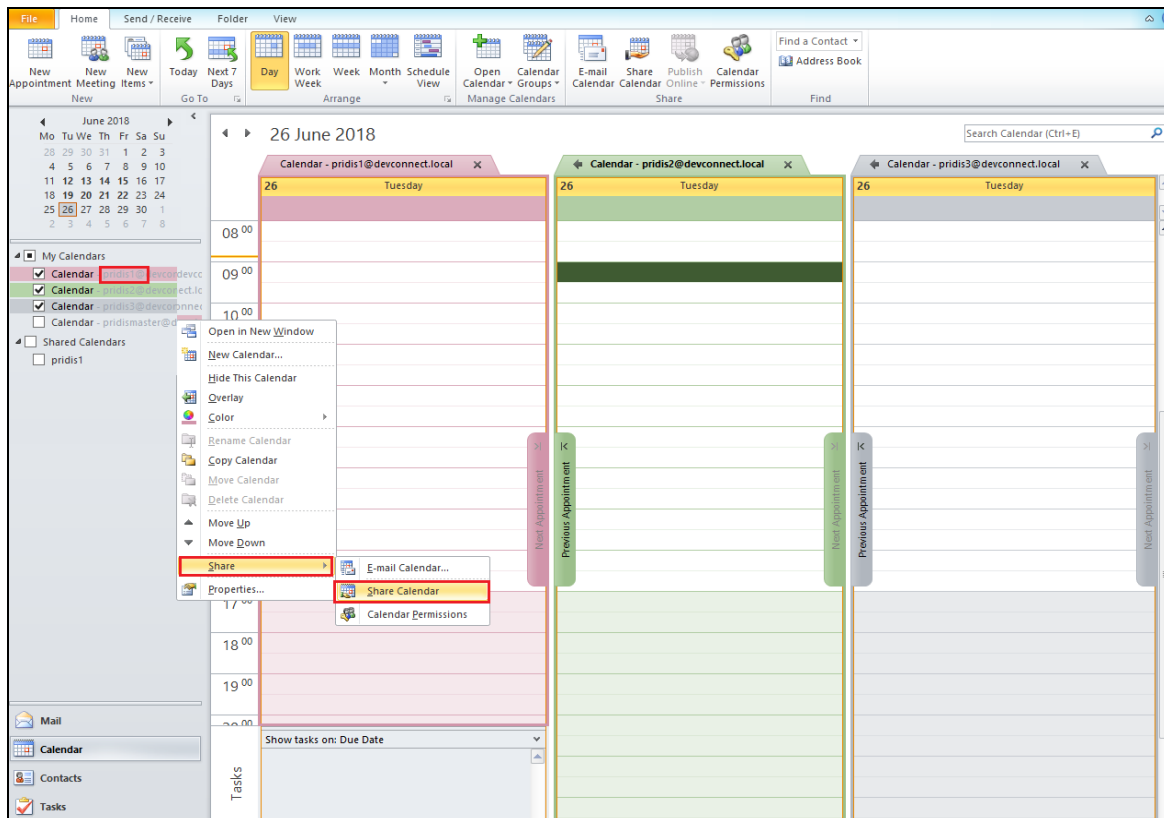 File Home Send / Receive Folder View
New Appointment New Meeting New Items Today Next 7 Days Day Work Week Week Month Schedule View Open Calendar Calendar Groups E-mail Calendar Share Calendar Publish Online Calendar Permissions Find a Contact
Address Book
New Go To Arrange Manage Calendars Share Find
June 2018
Mo Tu We Th Fr Sa Su
28 29 30 31 1 2 3
4 5 6 7 8 9 10
11 12 13 14 15 16 17
18 19 20 21 22 23 24
25 26 27 28 29 30 1
2 3 4 5 6 7 8
My Calendars
Calendar - pridis1@devcordevcc
Calendar - pridis2@devconect.lc
Calendar - pridis3@devcoronnec
Calendar - pridismaster@d
Shared Calendars
pridis1
Open in New Window
New Calendar...
Hide This Calendar
Overlay
Color
Rename Calendar
Copy Calendar
Move Calendar
Delete Calendar
Move Up
Move Down
Share
Properties...
E-mail Calendar...
Share Calendar
Calendar Permissions
26 June 2018
Search Calendar (Ctrl+E)
Calendar - pridis1@devconnect.local
Calendar - pridis2@devconnect.local
Calendar - pridis3@devconnect.local
26 Tuesday
26 Tuesday
26 Tuesday
08 00
09 00
10 00
17 00
18 00
19 00
20 00
Next Appointment
Previous Appointment
Next Appointment
Previous Appointment
Next Appointment
Tasks
Show tasks on: Due Date
Mail
Calendar
Contacts
Tasks